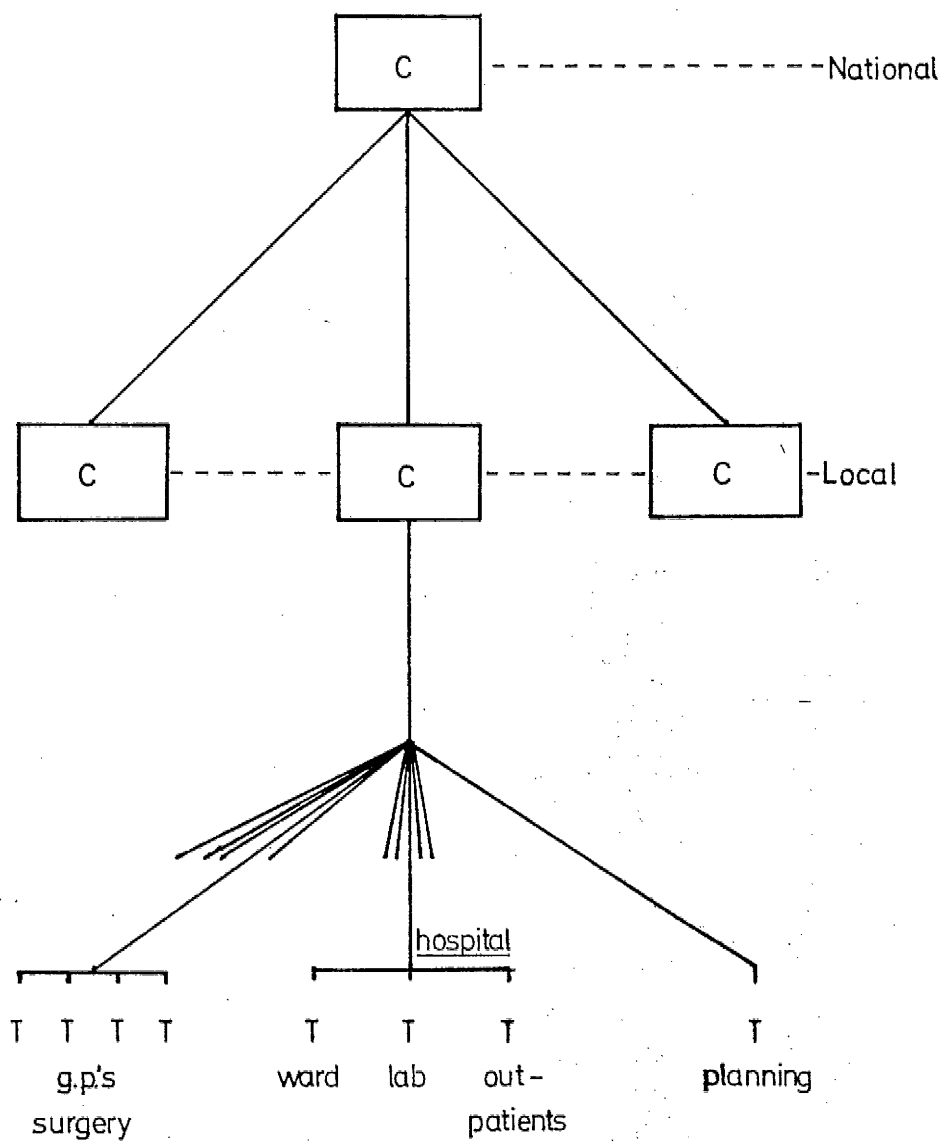 C
National
C C C Local
hospital
T T T T T T T T
g.p.'s ward lab out- planning
surgery patients